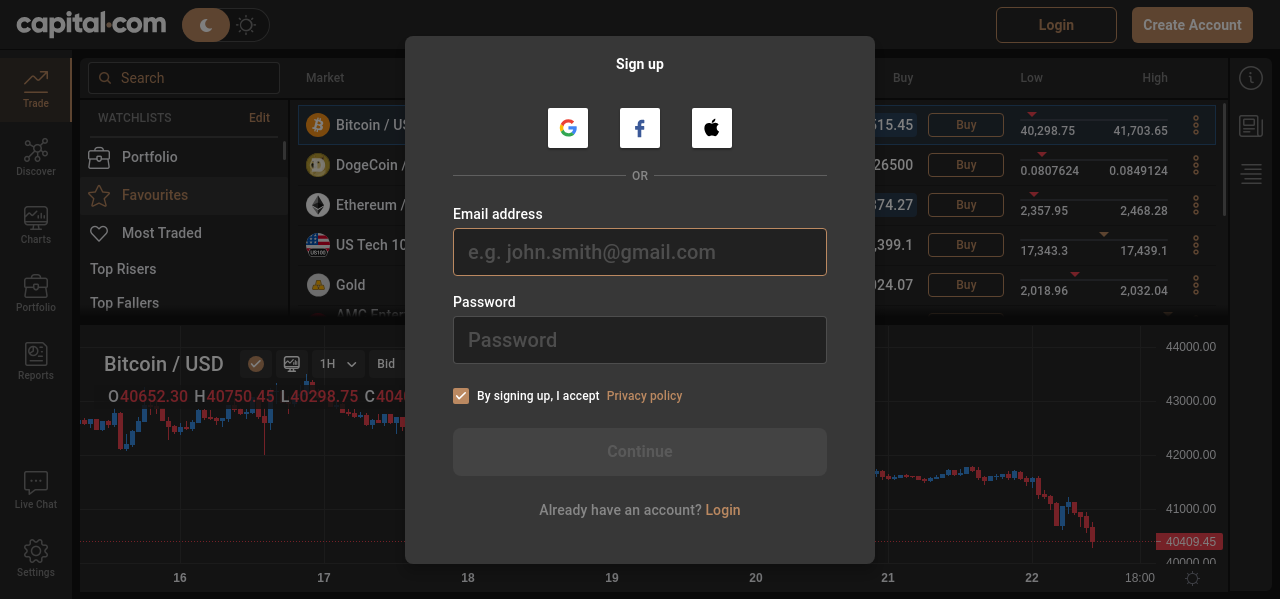 capital.com
Login
Create Account
Sign up
Trade
Discover
Charts
Portfolio
Reports
Live Chat
Settings
Search
WATCHLISTS Edit
Portfolio
Favourites
Most Traded
Top Risers
Top Fallers
Market Buy Low High
Bitcoin / 515.45 Buy 40,298.75 41,703.65
DogeCoin / 26500 Buy 0.0807624 0.0849124
Ethereum / 374.27 Buy 2,357.95 2,468.28
US Tech 10 ,399.1 Buy 17,343.3 17,439.1
Gold 024.07 Buy 2,018.96 2,032.04
OR
Email address
e.g. john.smith@gmail.com
Password
Password
By signing up, I accept Privacy policy
Continue
Already have an account? Login
Bitcoin / USD 1H Bid
O40652.30 H40750.45 L40298.75 C404
44000.00
43000.00
42000.00
41000.00
40409.45
40000.00
16 17 18 19 20 21 22 18:00